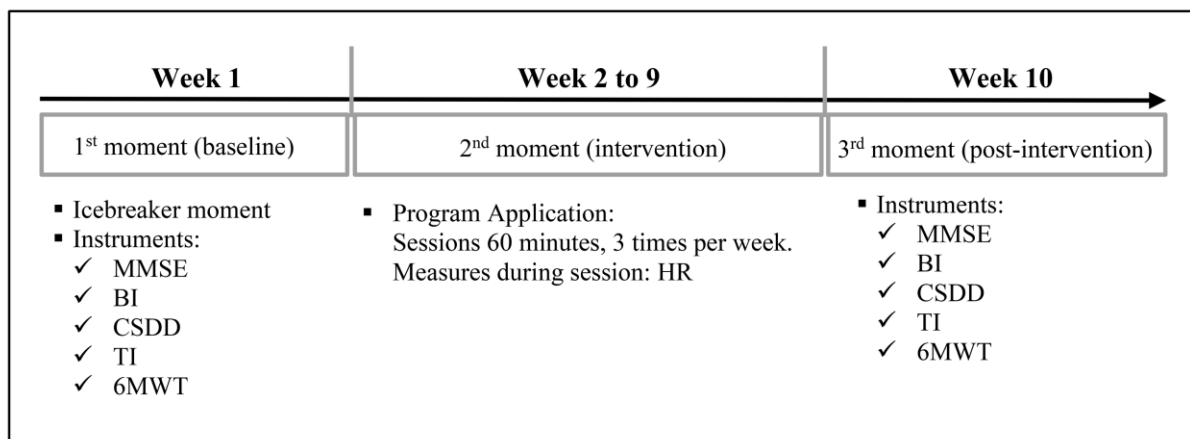 Week 1
Week 2 to 9
Week 10
1st moment (baseline)
2nd moment (intervention)
3rd moment (post-intervention)
▪ Icebreaker moment
▪ Instruments:
✓ MMSE
✓ BI
✓ CSDD
✓ TI
✓ 6MWT
▪ Program Application:
Sessions 60 minutes, 3 times per week.
Measures during session: HR
▪ Instruments:
✓ MMSE
✓ BI
✓ CSDD
✓ TI
✓ 6MWT